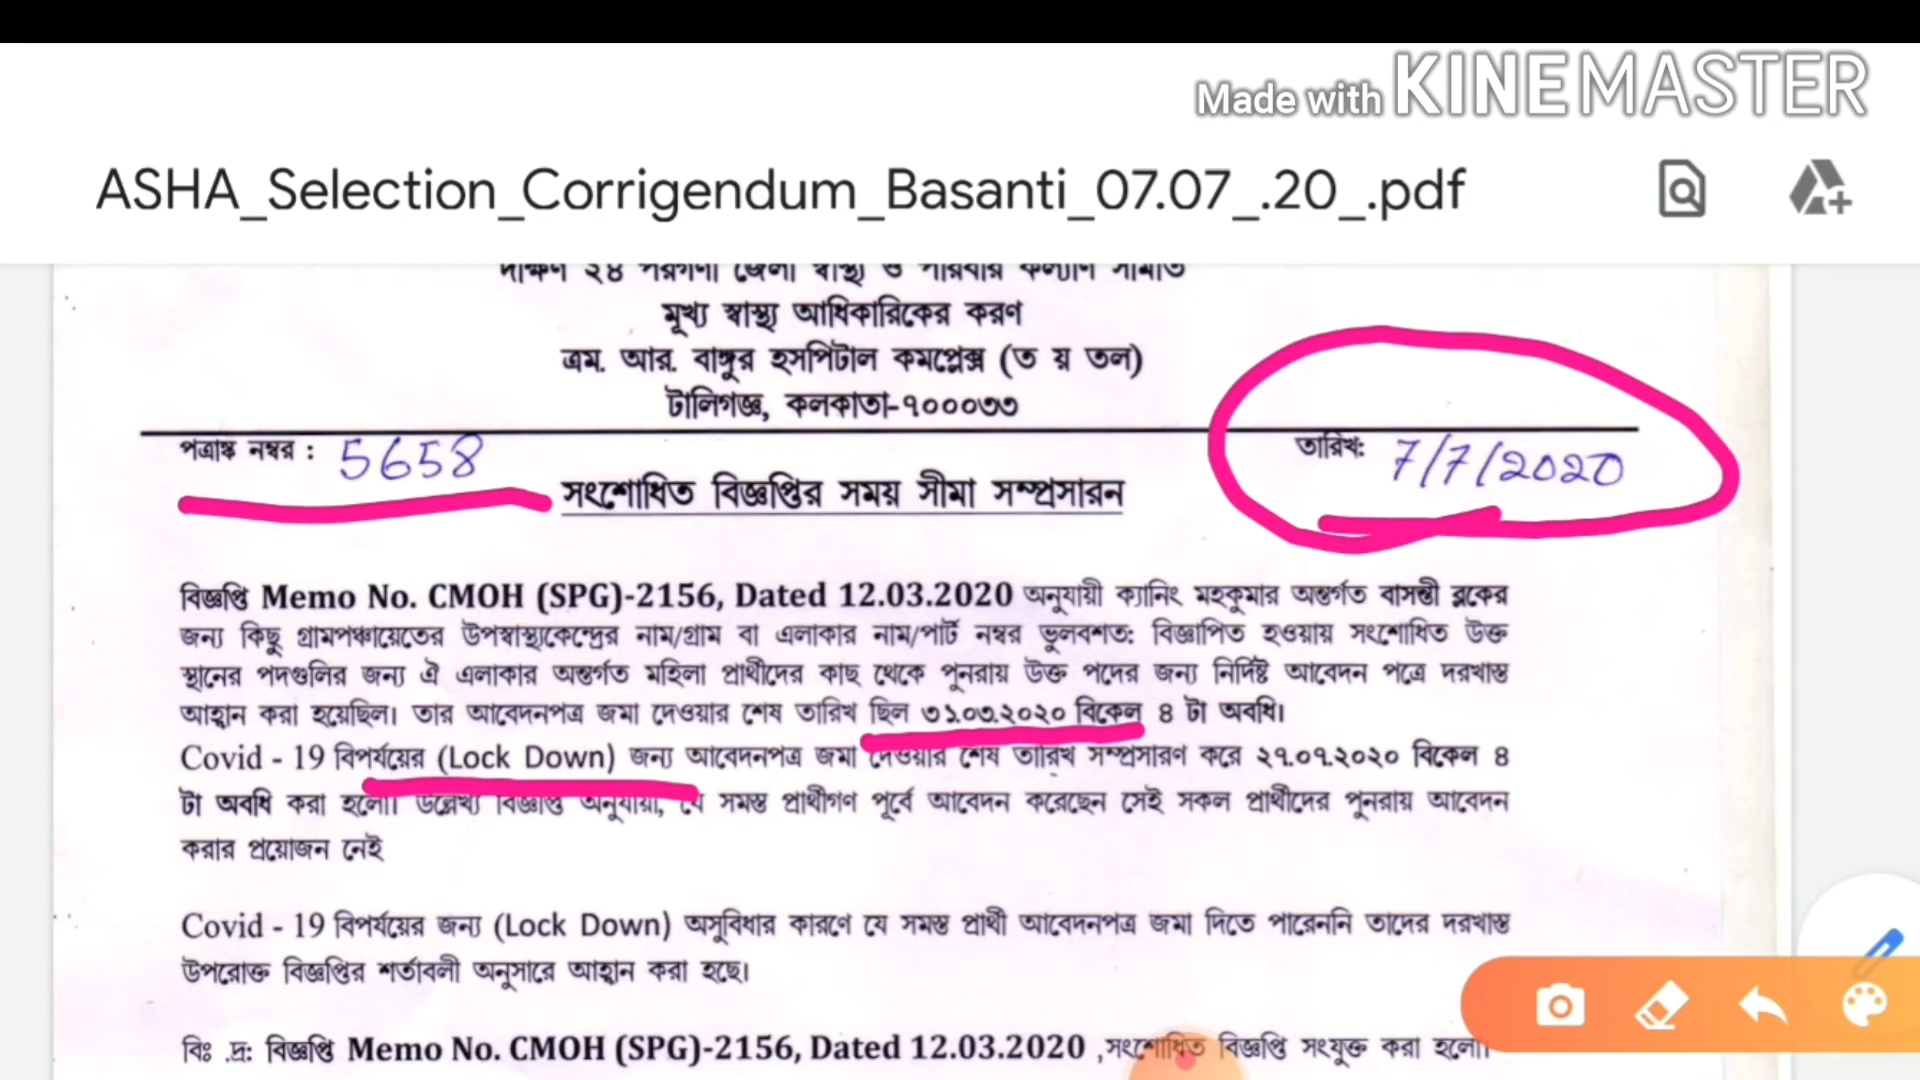 Made with KINEMASTER
ASHA_Selection_Corrigendum_Basanti_07.07_.20_.pdf
দক্ষিণ ২৪ পরগণা জেলা স্বাস্থ্য ও পরিবার কল্যাণ সমিতি
মূখ্য স্বাস্থ্য আধিকারিকের করণ
এম. আর. বাঙ্গুর হসপিটাল কমপ্লেক্স (৩ য় তল)
টালিগঞ্জ, কলকাতা-৭০০০৩৩
পত্রাঙ্ক নম্বর : 5658
তারিখ: 7/7/2020
সংশোধিত বিজ্ঞপ্তির সময় সীমা সম্প্রসারন
বিজ্ঞপ্তি Memo No. CMOH (SPG)-2156, Dated 12.03.2020 অনুযায়ী ক্যানিং মহকুমার অন্তর্গত বাসন্তী ব্লকের
জন্য কিছু গ্রামপঞ্চায়েতের উপস্বাস্থ্যকেন্দ্রের নাম/গ্রাম বা এলাকার নাম/পার্ট নম্বর ভুলবশত: বিজ্ঞাপিত হওয়ায় সংশোধিত উক্ত
স্থানের পদগুলির জন্য ঐ এলাকার অন্তর্গত মহিলা প্রার্থীদের কাছ থেকে পুনরায় উক্ত পদের জন্য নির্দিষ্ট আবেদন পত্রে দরখাস্ত
আহ্বান করা হয়েছিল। তার আবেদনপত্র জমা দেওয়ার শেষ তারিখ ছিল ৩১.০৩.২০২০ বিকেল ৪ টা অবধি।
Covid - 19 বিপর্যয়ের (Lock Down) জন্য আবেদনপত্র জমা দেওয়ার শেষ তারিখ সম্প্রসারণ করে ২৭.০৭.২০২০ বিকেল ৪
টা অবধি করা হলো। উল্লেখ্য বিজ্ঞপ্তি অনুযায়ী, যে সমস্ত প্রার্থীগণ পূর্বে আবেদন করেছেন সেই সকল প্রার্থীদের পুনরায় আবেদন
করার প্রয়োজন নেই
Covid - 19 বিপর্যয়ের জন্য (Lock Down) অসুবিধার কারণে যে সমস্ত প্রার্থী আবেদনপত্র জমা দিতে পারেননি তাদের দরখাস্ত
উপরোক্ত বিজ্ঞপ্তির শর্তাবলী অনুসারে আহ্বান করা হচ্ছে।
বিঃ .দ্র: বিজ্ঞপ্তি Memo No. CMOH (SPG)-2156, Dated 12.03.2020 ,সংশোধিত বিজ্ঞপ্তি সংযুক্ত করা হলো।